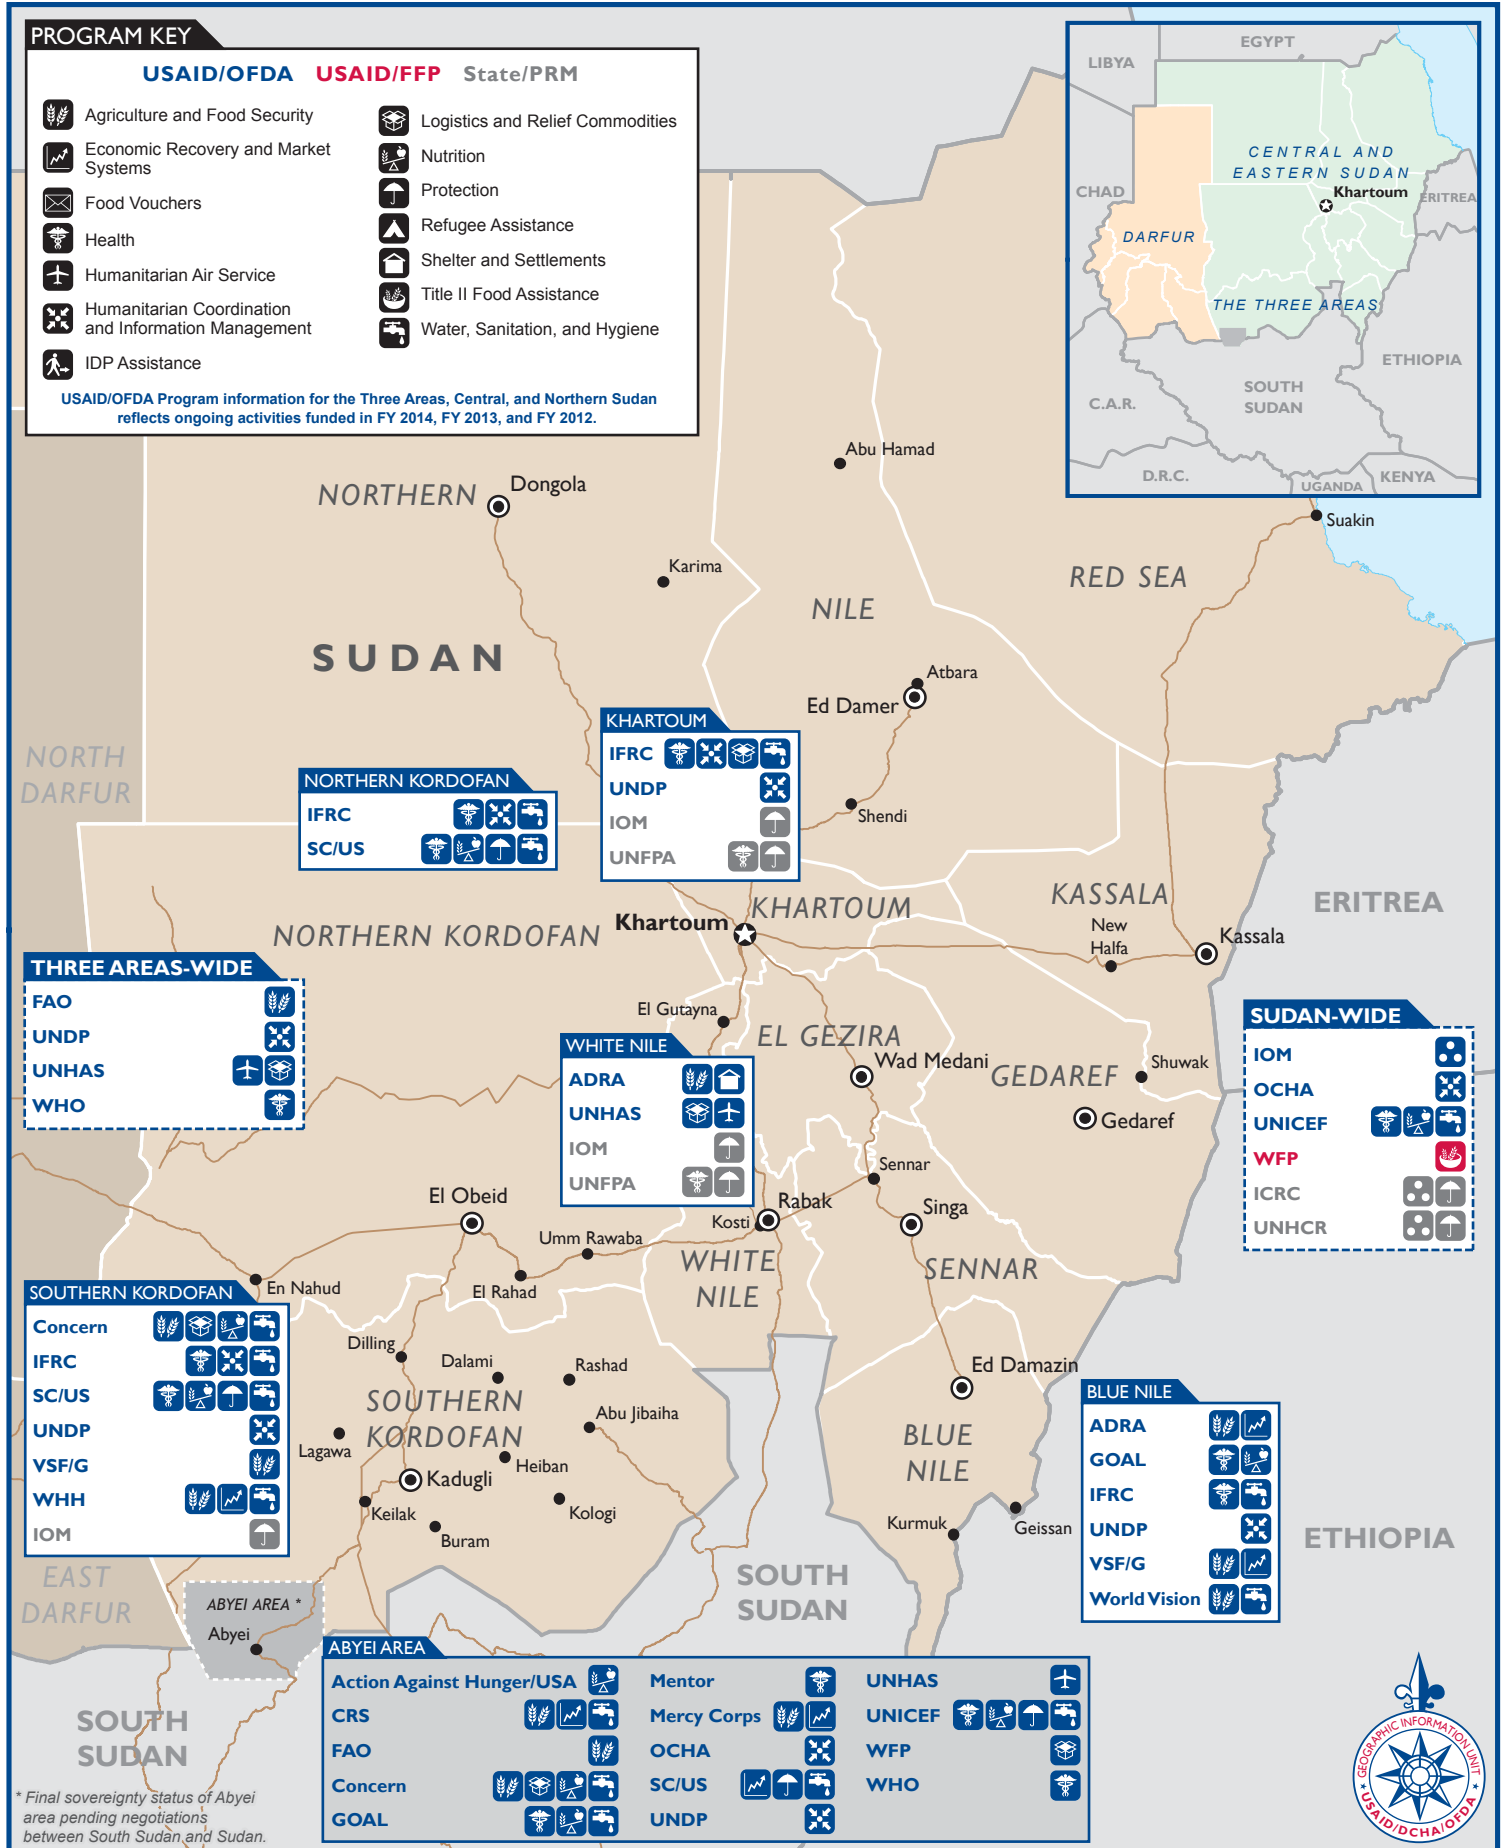 PROGRAM KEY
USAID/OFDA USAID/FFP State/PRM
Agriculture and Food Security
Economic Recovery and Market
Systems
Food Vouchers
Health
Humanitarian Air Service
Humanitarian Coordination
and Information Management
IDP Assistance
Logistics and Relief Commodities
Nutrition
Protection
Refugee Assistance
Shelter and Settlements
Title II Food Assistance
Water, Sanitation, and Hygiene
USAID/OFDA Program information for the Three Areas, Central, and Northern Sudan
reflects ongoing activities funded in FY 2014, FY 2013, and FY 2012.
EGYPT
LIBYA
CENTRAL AND
EASTERN SUDAN
CHAD
Khartoum
ERITREA
DARFUR
THE THREE AREAS
ETHIOPIA
SOUTH
SUDAN
C.A.R.
D.R.C.
UGANDA
KENYA
Abu Hamad
NORTHERN
Dongola
Suakin
Karima
RED SEA
NILE
SUDAN
Atbara
Ed Damer
NORTH
DARFUR
KHARTOUM
IFRC
UNDP
IOM
UNFPA
NORTHERN KORDOFAN
IFRC
SC/US
Shendi
KASSALA
ERITREA
KHARTOUM
Khartoum
NORTHERN KORDOFAN
New
Halfa
Kassala
THREE AREAS-WIDE
FAO
UNDP
UNHAS
WHO
El Gutayna
EL GEZIRA
WHITE NILE
ADRA
UNHAS
IOM
UNFPA
Wad Medani
GEDAREF
Shuwak
Gedaref
SUDAN-WIDE
IOM
OCHA
UNICEF
WFP
ICRC
UNHCR
Sennar
El Obeid
Rabak
Kosti
Singa
Umm Rawaba
WHITE
NILE
SENNAR
En Nahud
El Rahad
SOUTHERN KORDOFAN
Concern
IFRC
SC/US
UNDP
VSF/G
WHH
IOM
Dilling
Dalami
Rashad
Ed Damazin
SOUTHERN
KORDOFAN
Abu Jibaiha
Lagawa
Heiban
Kadugli
Keilak
Kologi
Buram
BLUE
NILE
Kurmuk
Geissan
BLUE NILE
ADRA
GOAL
IFRC
UNDP
VSF/G
World Vision
ETHIOPIA
SOUTH
SUDAN
EAST
DARFUR
ABYEI AREA *
Abyei
ABYEI AREA
Action Against Hunger/USA
CRS
FAO
Concern
GOAL
Mentor
Mercy Corps
OCHA
SC/US
UNDP
UNHAS
UNICEF
WFP
WHO
SOUTH
SUDAN
* Final sovereignty status of Abyei
area pending negotiations
between South Sudan and Sudan.
GEOGRAPHIC INFORMATION UNIT
USAID/DCHA/OFDA